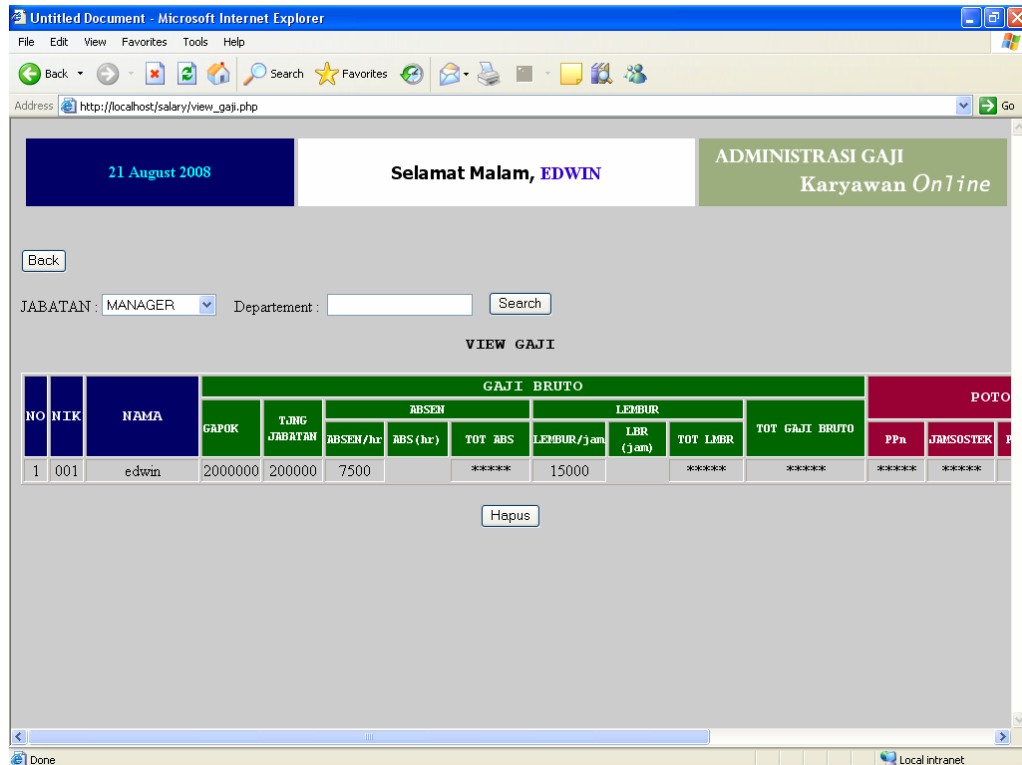 Untitled Document - Microsoft Internet Explorer
File Edit View Favorites Tools Help
Back Search Favorites
Address http://localhost/salary/view_gaji.php Go
21 August 2008
Selamat Malam, EDWIN
ADMINISTRASI GAJI
Karyawan Online
Back
JABATAN : MANAGER Departement : Search
VIEW GAJI
GAJI BRUTO
POTO
NO NIK NAMA
GAPOK TJNG JABATAN
ABSEN LEMBUR
TOT GAJI BRUTO
ABSEN/hr ABS(hr) TOT ABS LEMBUR/jam LBR (jam) TOT LMBR
PPn JAMSOSTEK
1 001 edwin 2000000 200000 7500 ***** 15000 ***** ***** ***** *****
Hapus
Done Local intranet